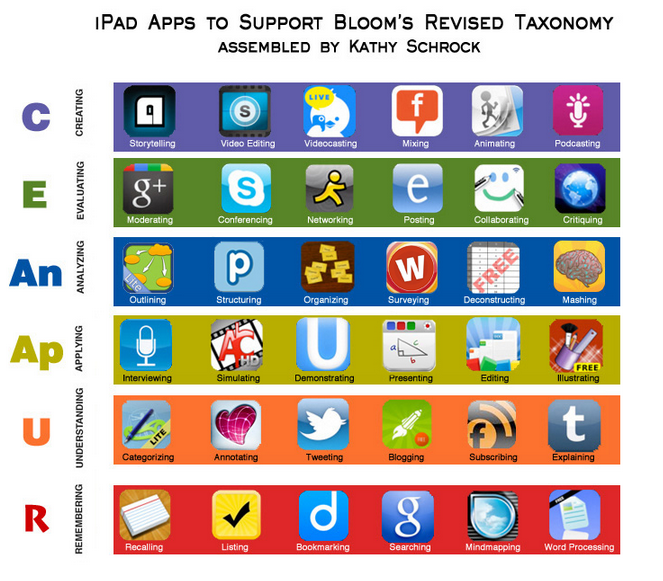 iPad Apps to Support Bloom's Revised Taxonomy
assembled by Kathy Schrock
C
CREATING
LIVE
Storytelling Video Editing Videocasting Mixing Animating Podcasting
E
EVALUATING
g+
Moderating Conferencing Networking Posting Collaborating Critiquing
An
ANALYZING
Lite
FREE
Outlining Structuring Organizing Surveying Deconstructing Mashing
Ap
APPLYING
FREE
Interviewing Simulating Demonstrating Presenting Editing Illustrating
U
UNDERSTANDING
LITE
Categorizing Annotating Tweeting Blogging Subscribing Explaining
R
REMEMBERING
Recalling Listing Bookmarking Searching Mindmapping Word Processing